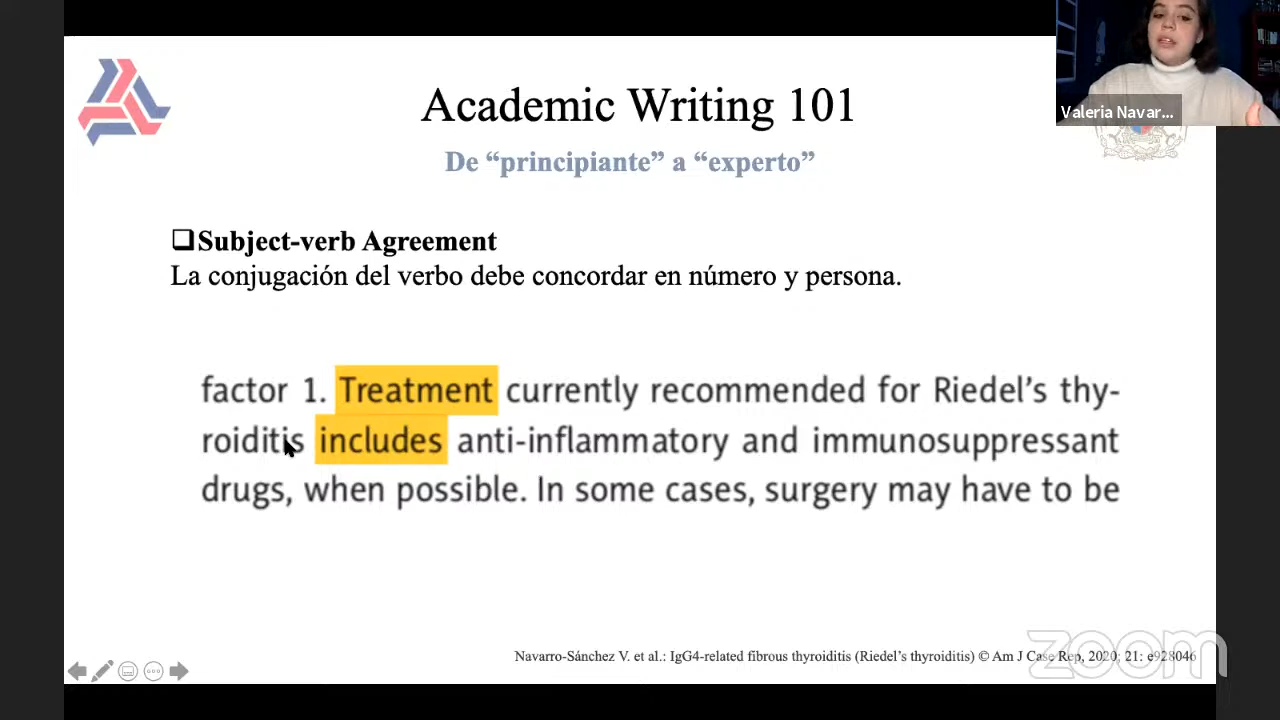 Academic Writing 101
De “principiante” a “experto”
Valeria Navar...
❑Subject-verb Agreement
La conjugación del verbo debe concordar en número y persona.
factor 1. Treatment currently recommended for Riedel’s thy-
roiditis includes anti-inflammatory and immunosuppressant
drugs, when possible. In some cases, surgery may have to be
Navarro-Sánchez V. et al.: IgG4-related fibrous thyroiditis (Riedel’s thyroiditis) © Am J Case Rep, 2020; 21: e928046
zoom